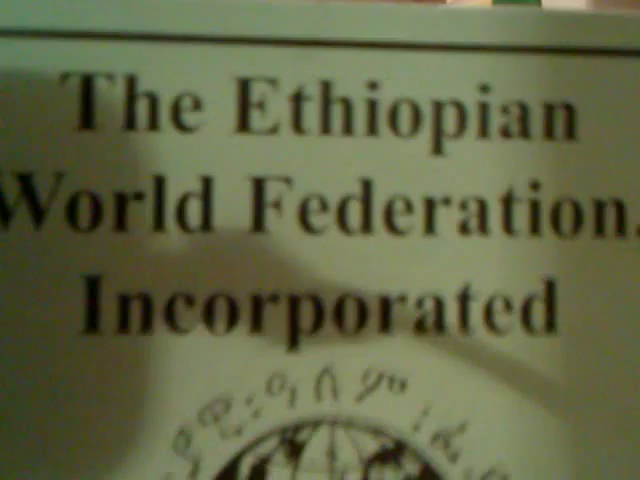 The Ethiopian
World Federation,
Incorporated